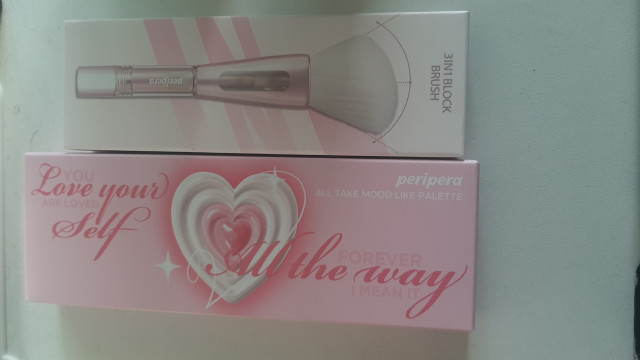 peripera
3IN1 BLOCK
BRUSH
YOU
Love your
ARE LOVED
Self
peripera
ALL TAKE MOOD LIKE PALETTE
FOREVER
All the way
I MEAN IT